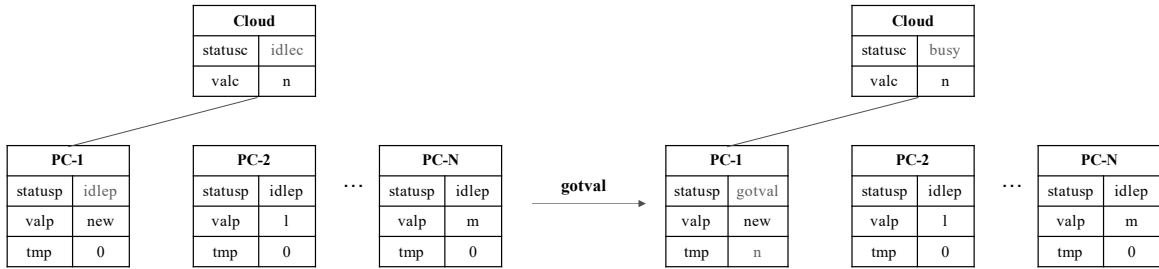 Cloud
statusc idlec
valc n
PC-1
statusp idlep
valp new
tmp 0
PC-2
statusp idlep
valp l
tmp 0
...
PC-N
statusp idlep
valp m
tmp 0
gotval
Cloud
statusc busy
valc n
PC-1
statusp gotval
valp new
tmp n
PC-2
statusp idlep
valp l
tmp 0
...
PC-N
statusp idlep
valp m
tmp 0